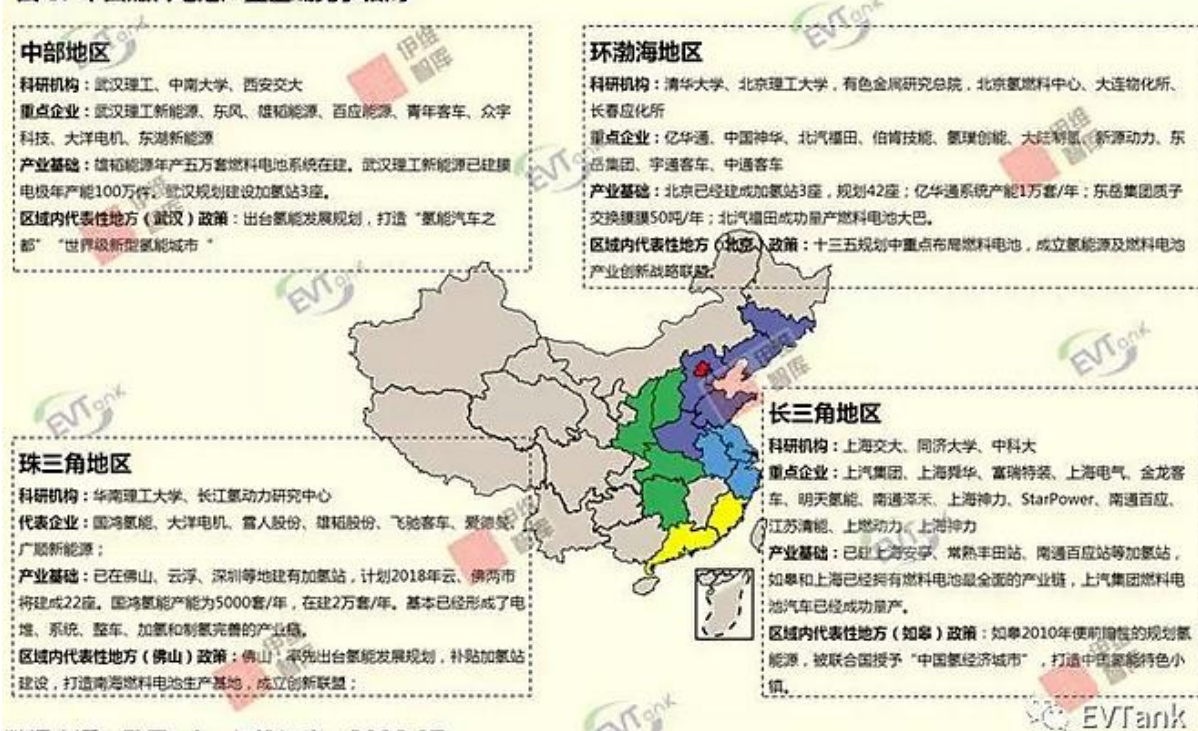 中部地区
科研机构：武汉理工、中南大学、西安交大
重点企业：武汉理工新能源、东风、雄韬能源、百应能源、青年客车、众宇
科技、大洋电机、东湖新能源
产业基础：雄韬能源年产五万套燃料电池系统在建。武汉理工新能源已建膜
电极年产能100万件。武汉规划建设加氢站3座。
区域内代表性地方（武汉）政策：出台氢能发展规划，打造“氢能汽车之
都”“世界级新型氢能城市 ”
环渤海地区
科研机构：清华大学、北京理工大学，有色金属研究总院，北京氢燃料中心、大连物化所、
长春应化所
重点企业：亿华通、中国神华、北汽福田、伯肯技能、氢璞创能、大陆制氢、新源动力、东
岳集团、宇通客车、中通客车
产业基础：北京已经建成加氢站3座，规划42座；亿华通系统产能1万套/年；东岳集团质子
交换膜膜50吨/年；北汽福田成功量产燃料电池大巴。
区域内代表性地方（北京）政策：十三五规划中重点布局燃料电池，成立氢能源及燃料电池
产业创新战略联盟。
珠三角地区
科研机构：华南理工大学、长江氢动力研究中心
代表企业：国鸿氢能、大洋电机、雷人股份、雄韬股份、飞驰客车、爱德曼、
广顺新能源；
产业基础：已在佛山、云浮、深圳等地建有加氢站，计划2018年云、佛两市
将建成22座。国鸿氢能产能为5000套/年，在建2万套/年。基本已经形成了电
堆、系统、整车、加氢和制氢完善的产业链。
区域内代表性地方（佛山）政策：佛山，率先出台氢能发展规划，补贴加氢站
建设，打造南海燃料电池生产基地，成立创新联盟；
长三角地区
科研机构：上海交大、同济大学、中科大
重点企业：上汽集团、上海舜华、富瑞特装、上海电气、金龙客
车、明天氢能、南通泽禾、上海神力、StarPower、南通百应、
江苏清能、上燃动力、上海神力
产业基础：已建上海安亭、常熟丰田站、南通百应站等加氢站，
如皋和上海已经拥有燃料电池最全面的产业链，上汽集团燃料电
池汽车已经成功量产。
区域内代表性地方（如皋）政策：如皋2010年便前瞻性的规划氢
能源，被联合国授予“中国氢经济城市”，打造中国氢能特色小
镇。
EVTank
伊维
智库
EVTank